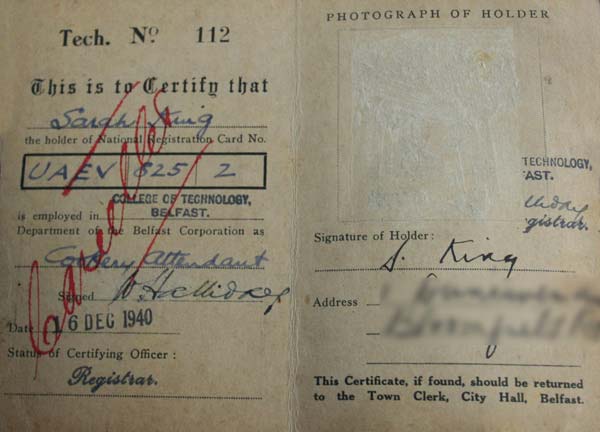 Tech. No 112
This is to Certify that
Sarah King
the holder of National Registration Card No.
UAEV 825 2
COLLEGE OF TECHNOLOGY,
BELFAST.
is employed in
Department of the Belfast Corporation as
Cookery Attendant
Signed
Date 16 DEC 1940
Status of Certifying Officer :
Registrar.
Cancelled
PHOTOGRAPH OF HOLDER
TECHNOLOGY,
AST.
gistrar.
Signature of Holder :
S. King
Address
This Certificate, if found, should be returned
to the Town Clerk, City Hall, Belfast.